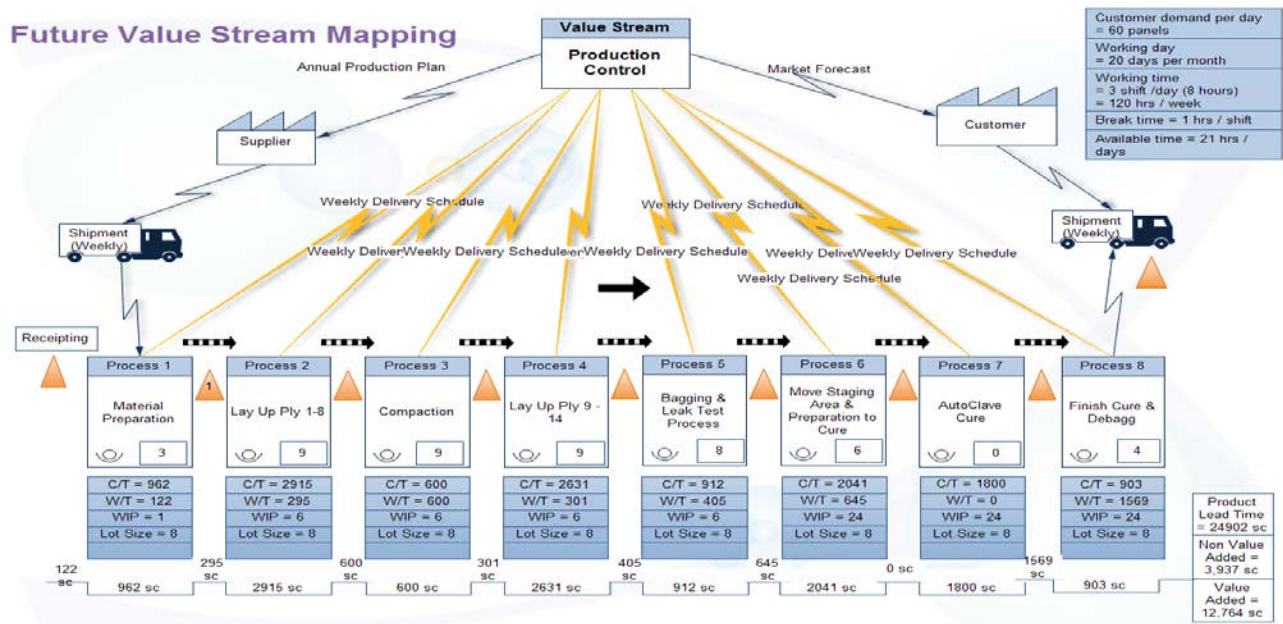 Future Value Stream Mapping
Value Stream
Production
Control
Annual Production Plan
Market Forecast
Customer demand per day
= 60 panels
Working day
= 20 days per month
Working time
= 3 shift /day (8 hours)
= 120 hrs / week
Break time = 1 hrs / shift
Available time = 21 hrs /
days
Supplier
Customer
Shipment
(Weekly)
Shipment
(Weekly)
Weekly Delivery Schedule
Weekly Delivery Schedule
Weekly Delivery
Weekly Delivery Schedule
Weekly Delivery Schedule
Weekly
Weekly Delivery Schedule
Weekly Delivery Schedule
Receipting
Process 1
Material
Preparation
3
C/T = 962
W/T = 122
WIP = 1
Lot Size = 8
1
Process 2
Lay Up Ply 1-8
9
C/T = 2915
W/T = 295
WIP = 6
Lot Size = 8
Process 3
Compaction
9
C/T = 600
W/T = 600
WIP = 6
Lot Size = 8
Process 4
Lay Up Ply 9 -
14
9
C/T = 2631
W/T = 301
WIP = 6
Lot Size = 8
Process 5
Bagging &
Leak Test
Process
8
C/T = 912
W/T = 405
WIP = 6
Lot Size = 8
Process 6
Move Staging
Area &
Preparation to
Cure
6
C/T = 2041
W/T = 645
WIP = 24
Lot Size = 8
Process 7
AutoClave
Cure
0
C/T = 1800
W/T = 0
WIP = 24
Lot Size = 8
Process 8
Finish Cure &
Debagg
4
C/T = 903
W/T = 1569
WIP = 24
Lot Size = 8
122
sc
962 sc
295
sc
2915 sc
600
sc
600 sc
301
sc
2631 sc
405
sc
912 sc
645
sc
2041 sc
0 sc
1800 sc
1569
sc
903 sc
Product
Lead Time
= 24902 sc
Non Value
Added =
3,937 sc
Value
Added =
12,764 sc